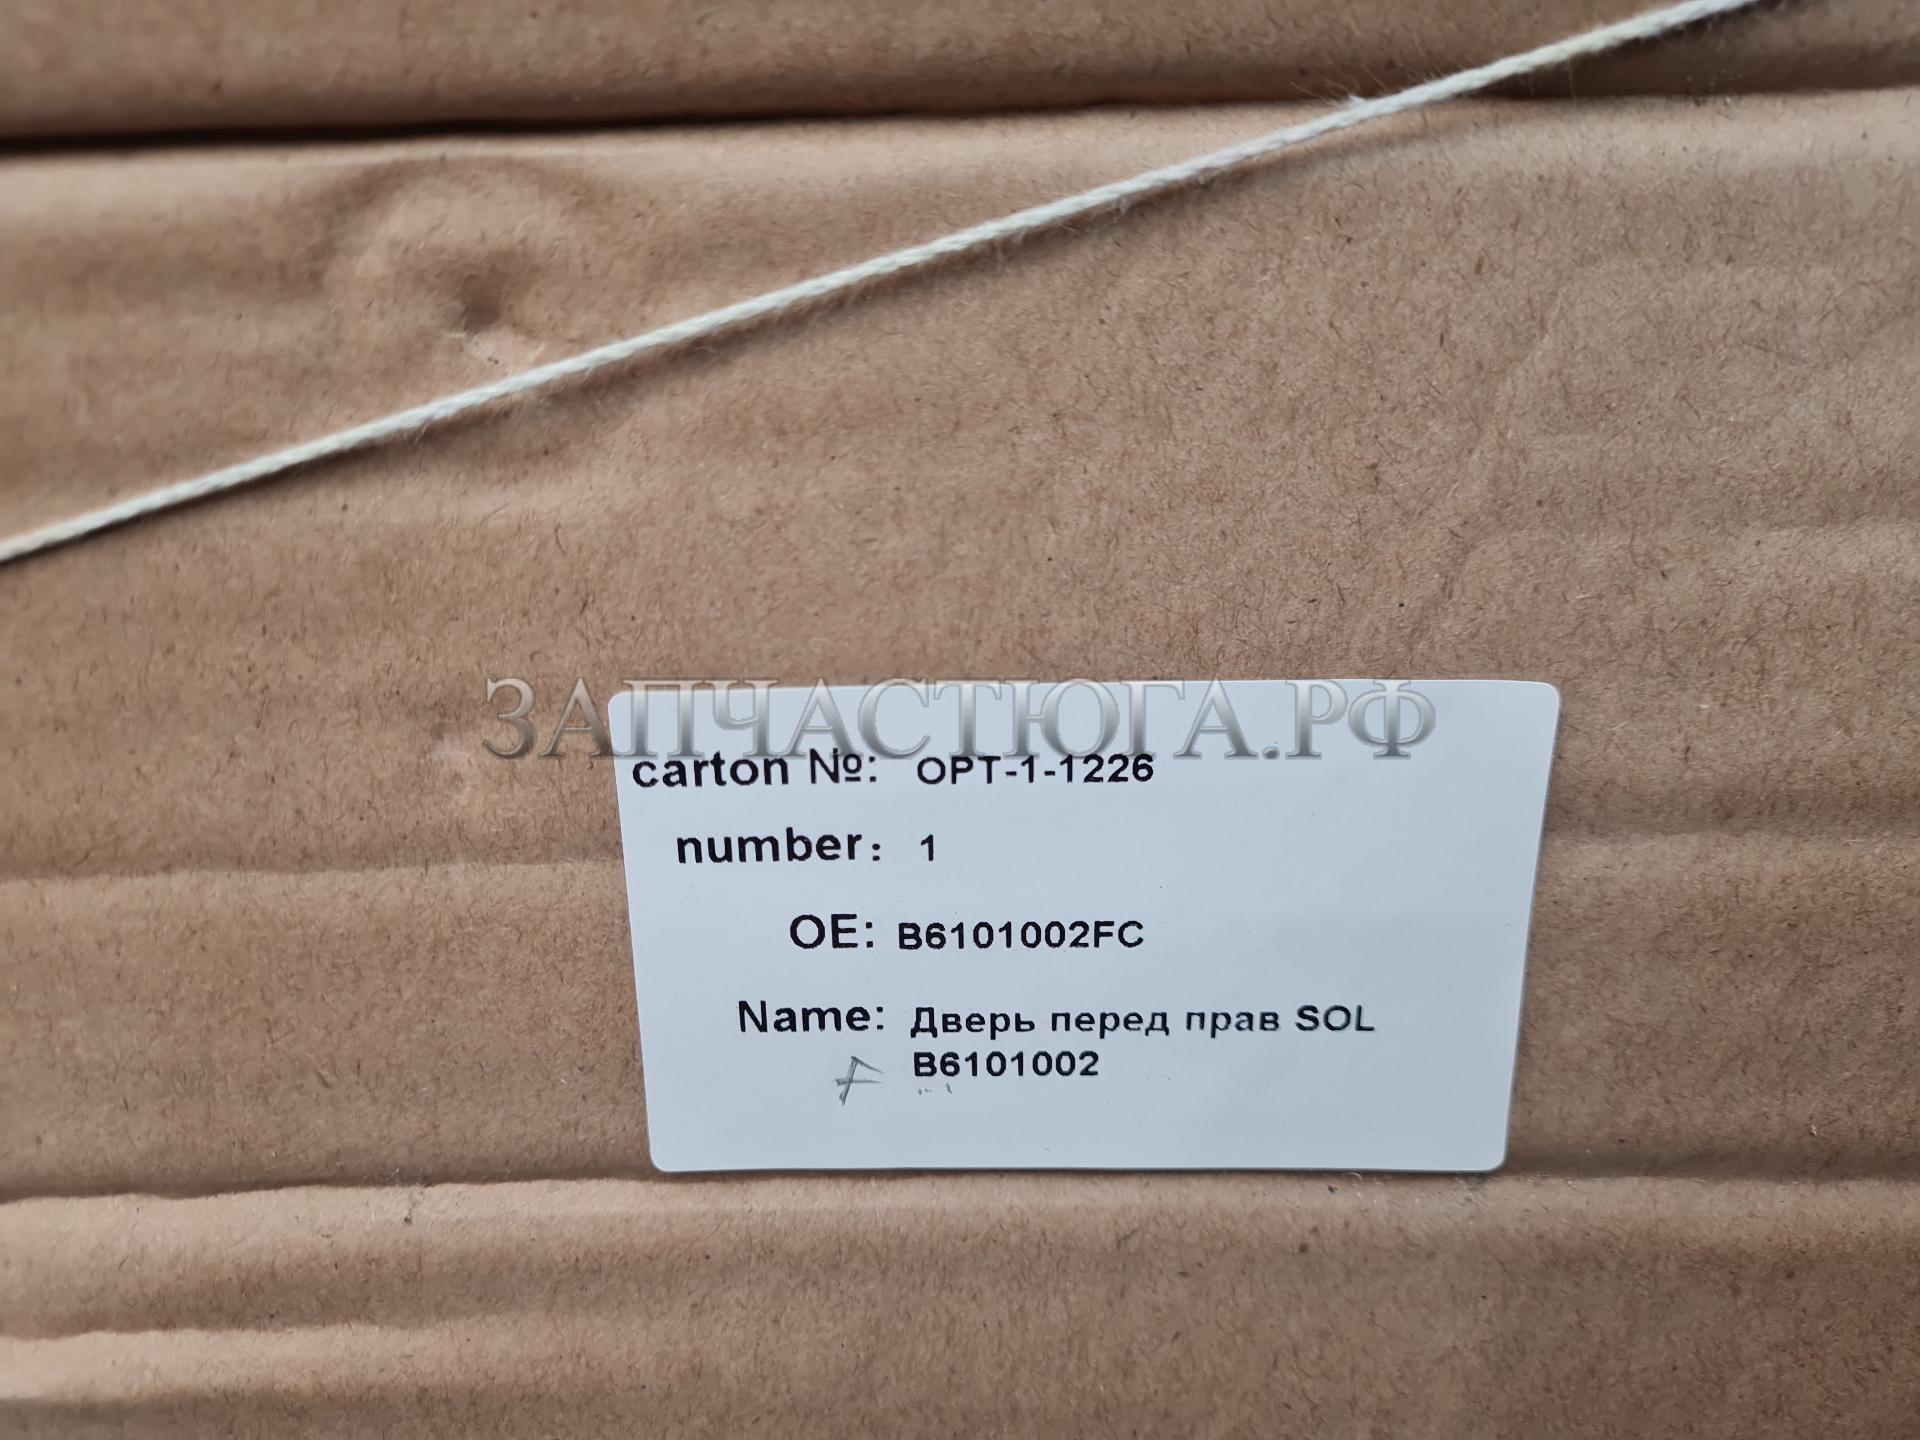 ЗАПЧАСТЮГА.РФ
carton №: OPT-1-1226
number: 1
OE: B6101002FC
Name: Дверь перед прав SOL
B6101002